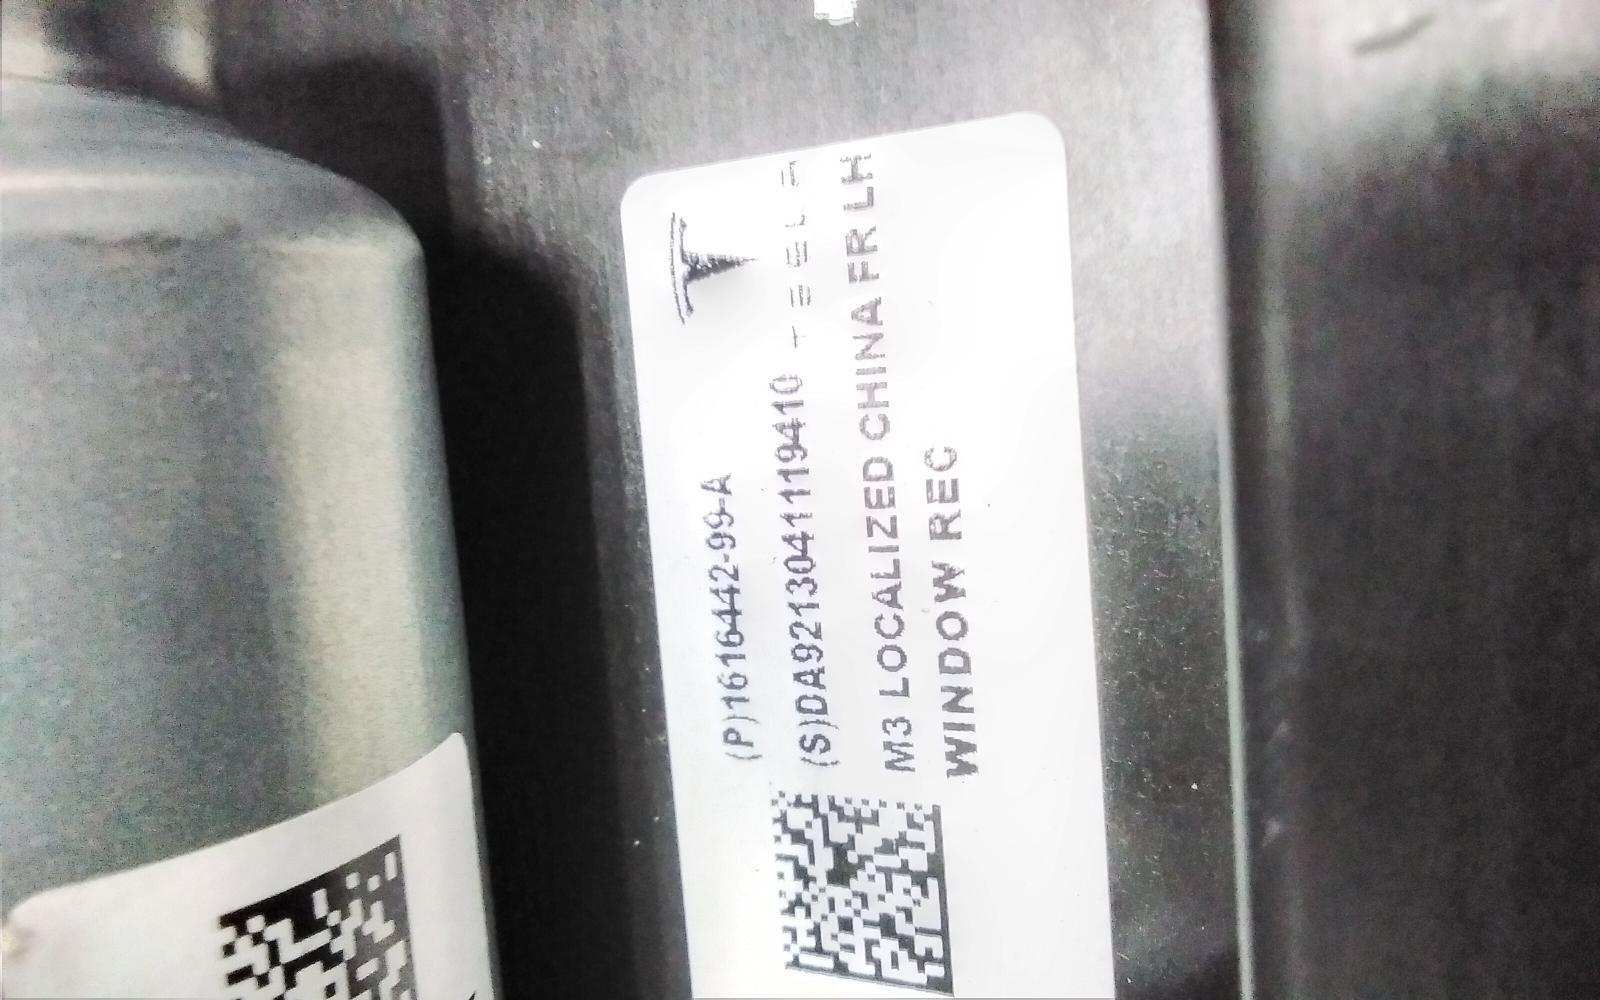 TESLA
(P)1616442-99-A
(S)DA9213041119410
M3 LOCALIZED CHINA FR LH
WINDOW REC